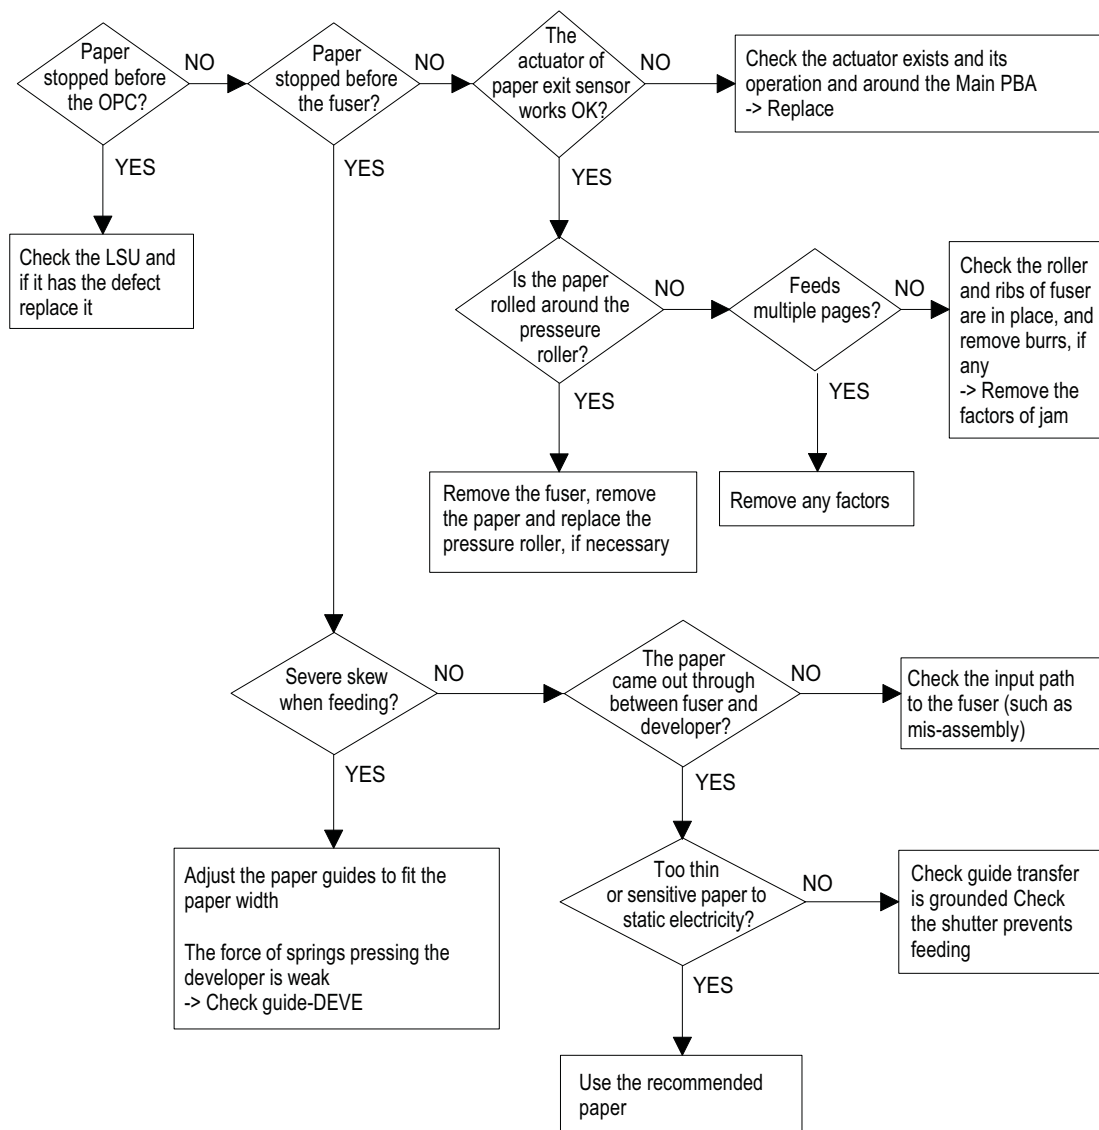 Paper
stopped before
the OPC?
NO
Paper
stopped before
the fuser?
NO
The
actuator of
paper exit sensor
works OK?
NO
Check the actuator exists and its
operation and around the Main PBA
-> Replace
YES
YES
YES
Check the LSU and
if it has the defect
replace it
Is the paper
rolled around the
presseure
roller?
NO
Feeds
multiple pages?
NO
Check the roller
and ribs of fuser
are in place, and
remove burrs, if
any
-> Remove the
factors of jam
YES
YES
Remove the fuser, remove
the paper and replace the
pressure roller, if necessary
Remove any factors
Severe skew
when feeding?
NO
The paper
came out through
between fuser and
developer?
NO
Check the input path
to the fuser (such as
mis-assembly)
YES
YES
Adjust the paper guides to fit the
paper width
The force of springs pressing the
developer is weak
-> Check guide-DEVE
Too thin
or sensitive paper to
static electricity?
NO
Check guide transfer
is grounded Check
the shutter prevents
feeding
YES
Use the recommended
paper